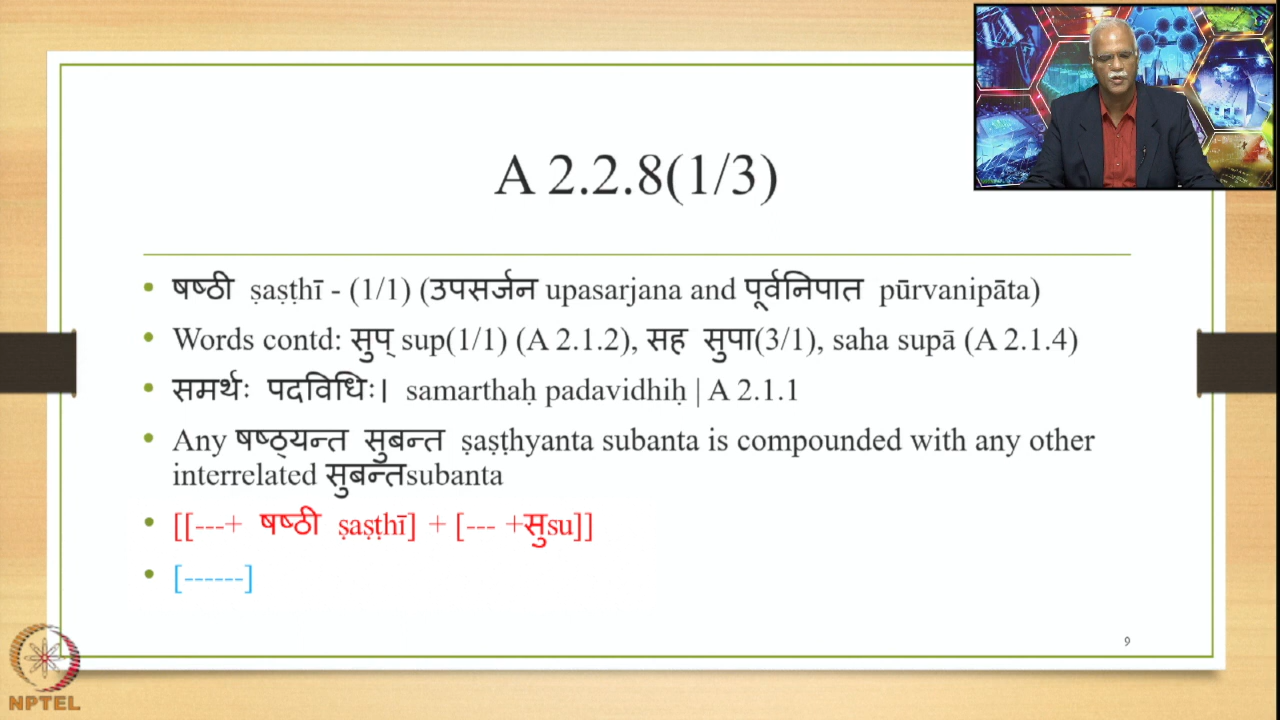 A 2.2.8(1/3)
• षष्ठी ṣaṣṭhī - (1/1) (उपसर्जन upasarjana and पूर्वनिपात pūrvanipāta)
• Words contd: सुप् sup(1/1) (A 2.1.2), सह सुपा(3/1), saha supā (A 2.1.4)
• समर्थः पदविधिः। samarthaḥ padavidhiḥ | A 2.1.1
• Any षष्ठ्यन्त सुबन्त ṣaṣṭhyanta subanta is compounded with any other
interrelated सुबन्तsubanta
• [[---+ षष्ठी ṣaṣṭhī] + [--- +सुsu]]
• [------]
9
NPTEL